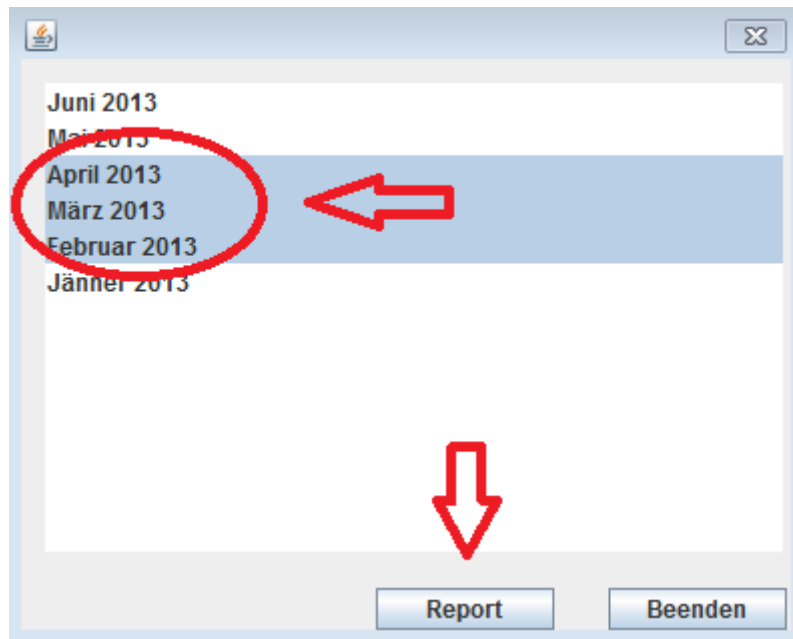 Juni 2013
Mai 2013
April 2013
März 2013
Februar 2013
Jänner 2013
Report
Beenden